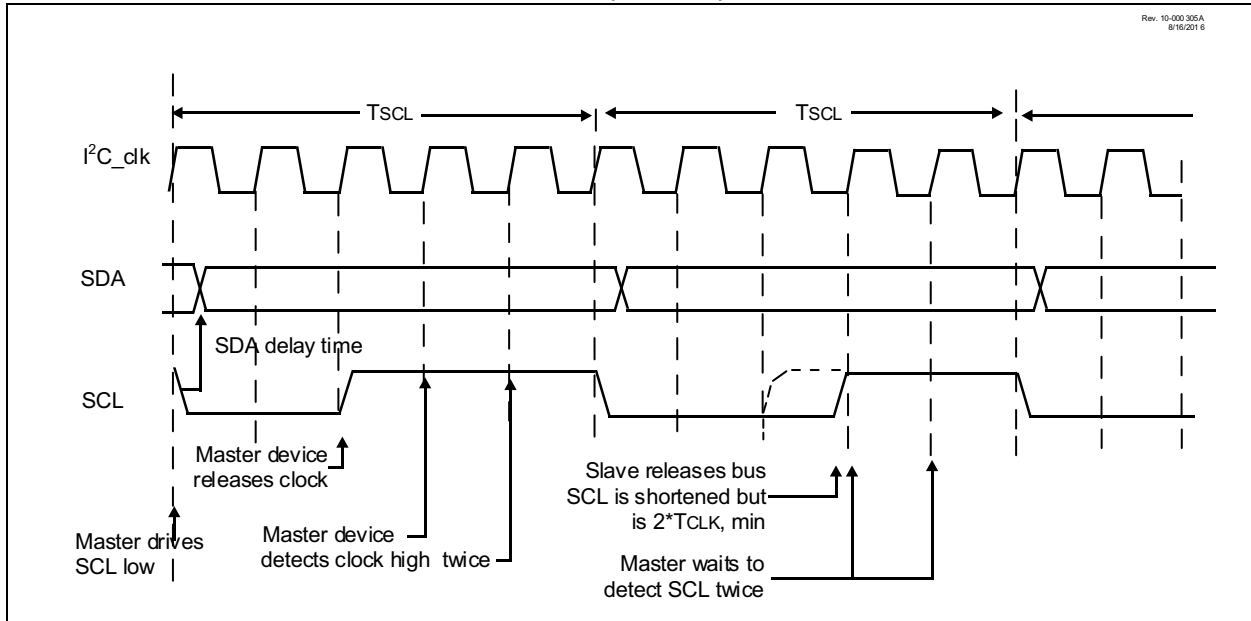 Rev. 10-000 305A
8/16/201 6
TSCL
TSCL
I²C_clk
SDA
SDA delay time
SCL
Master device
releases clock
Master drives
SCL low
Master device
detects clock high twice
Slave releases bus
SCL is shortened but
is 2*TCLK, min
Master waits to
detect SCL twice